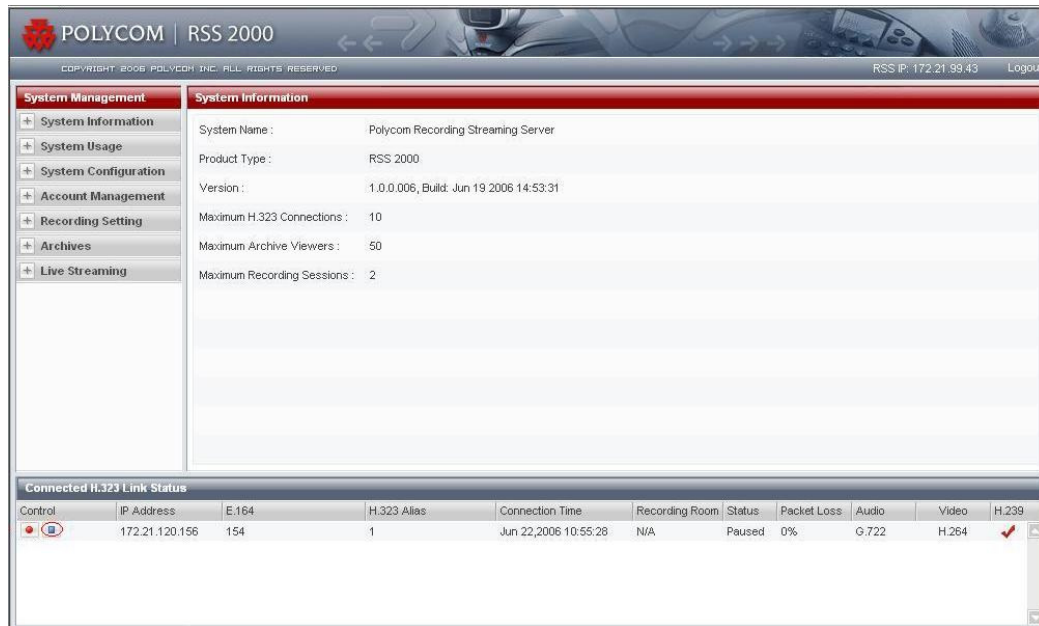 POLYCOM | RSS 2000
COPYRIGHT 2006 POLYCOM INC. ALL RIGHTS RESERVED
RSS IP: 172.21.99.43 Logou
System Management
+ System Information
+ System Usage
+ System Configuration
+ Account Management
+ Recording Setting
+ Archives
+ Live Streaming
System Information
System Name : Polycom Recording Streaming Server
Product Type : RSS 2000
Version : 1.0.0.006, Build: Jun 19 2006 14:53:31
Maximum H.323 Connections : 10
Maximum Archive Viewers : 50
Maximum Recording Sessions : 2
Connected H.323 Link Status
Control IP Address E.164 H.323 Alias Connection Time Recording Room Status Packet Loss Audio Video H.239
172.21.120.156 154 1 Jun 22,2006 10:55:28 N/A Paused 0% G.722 H.264